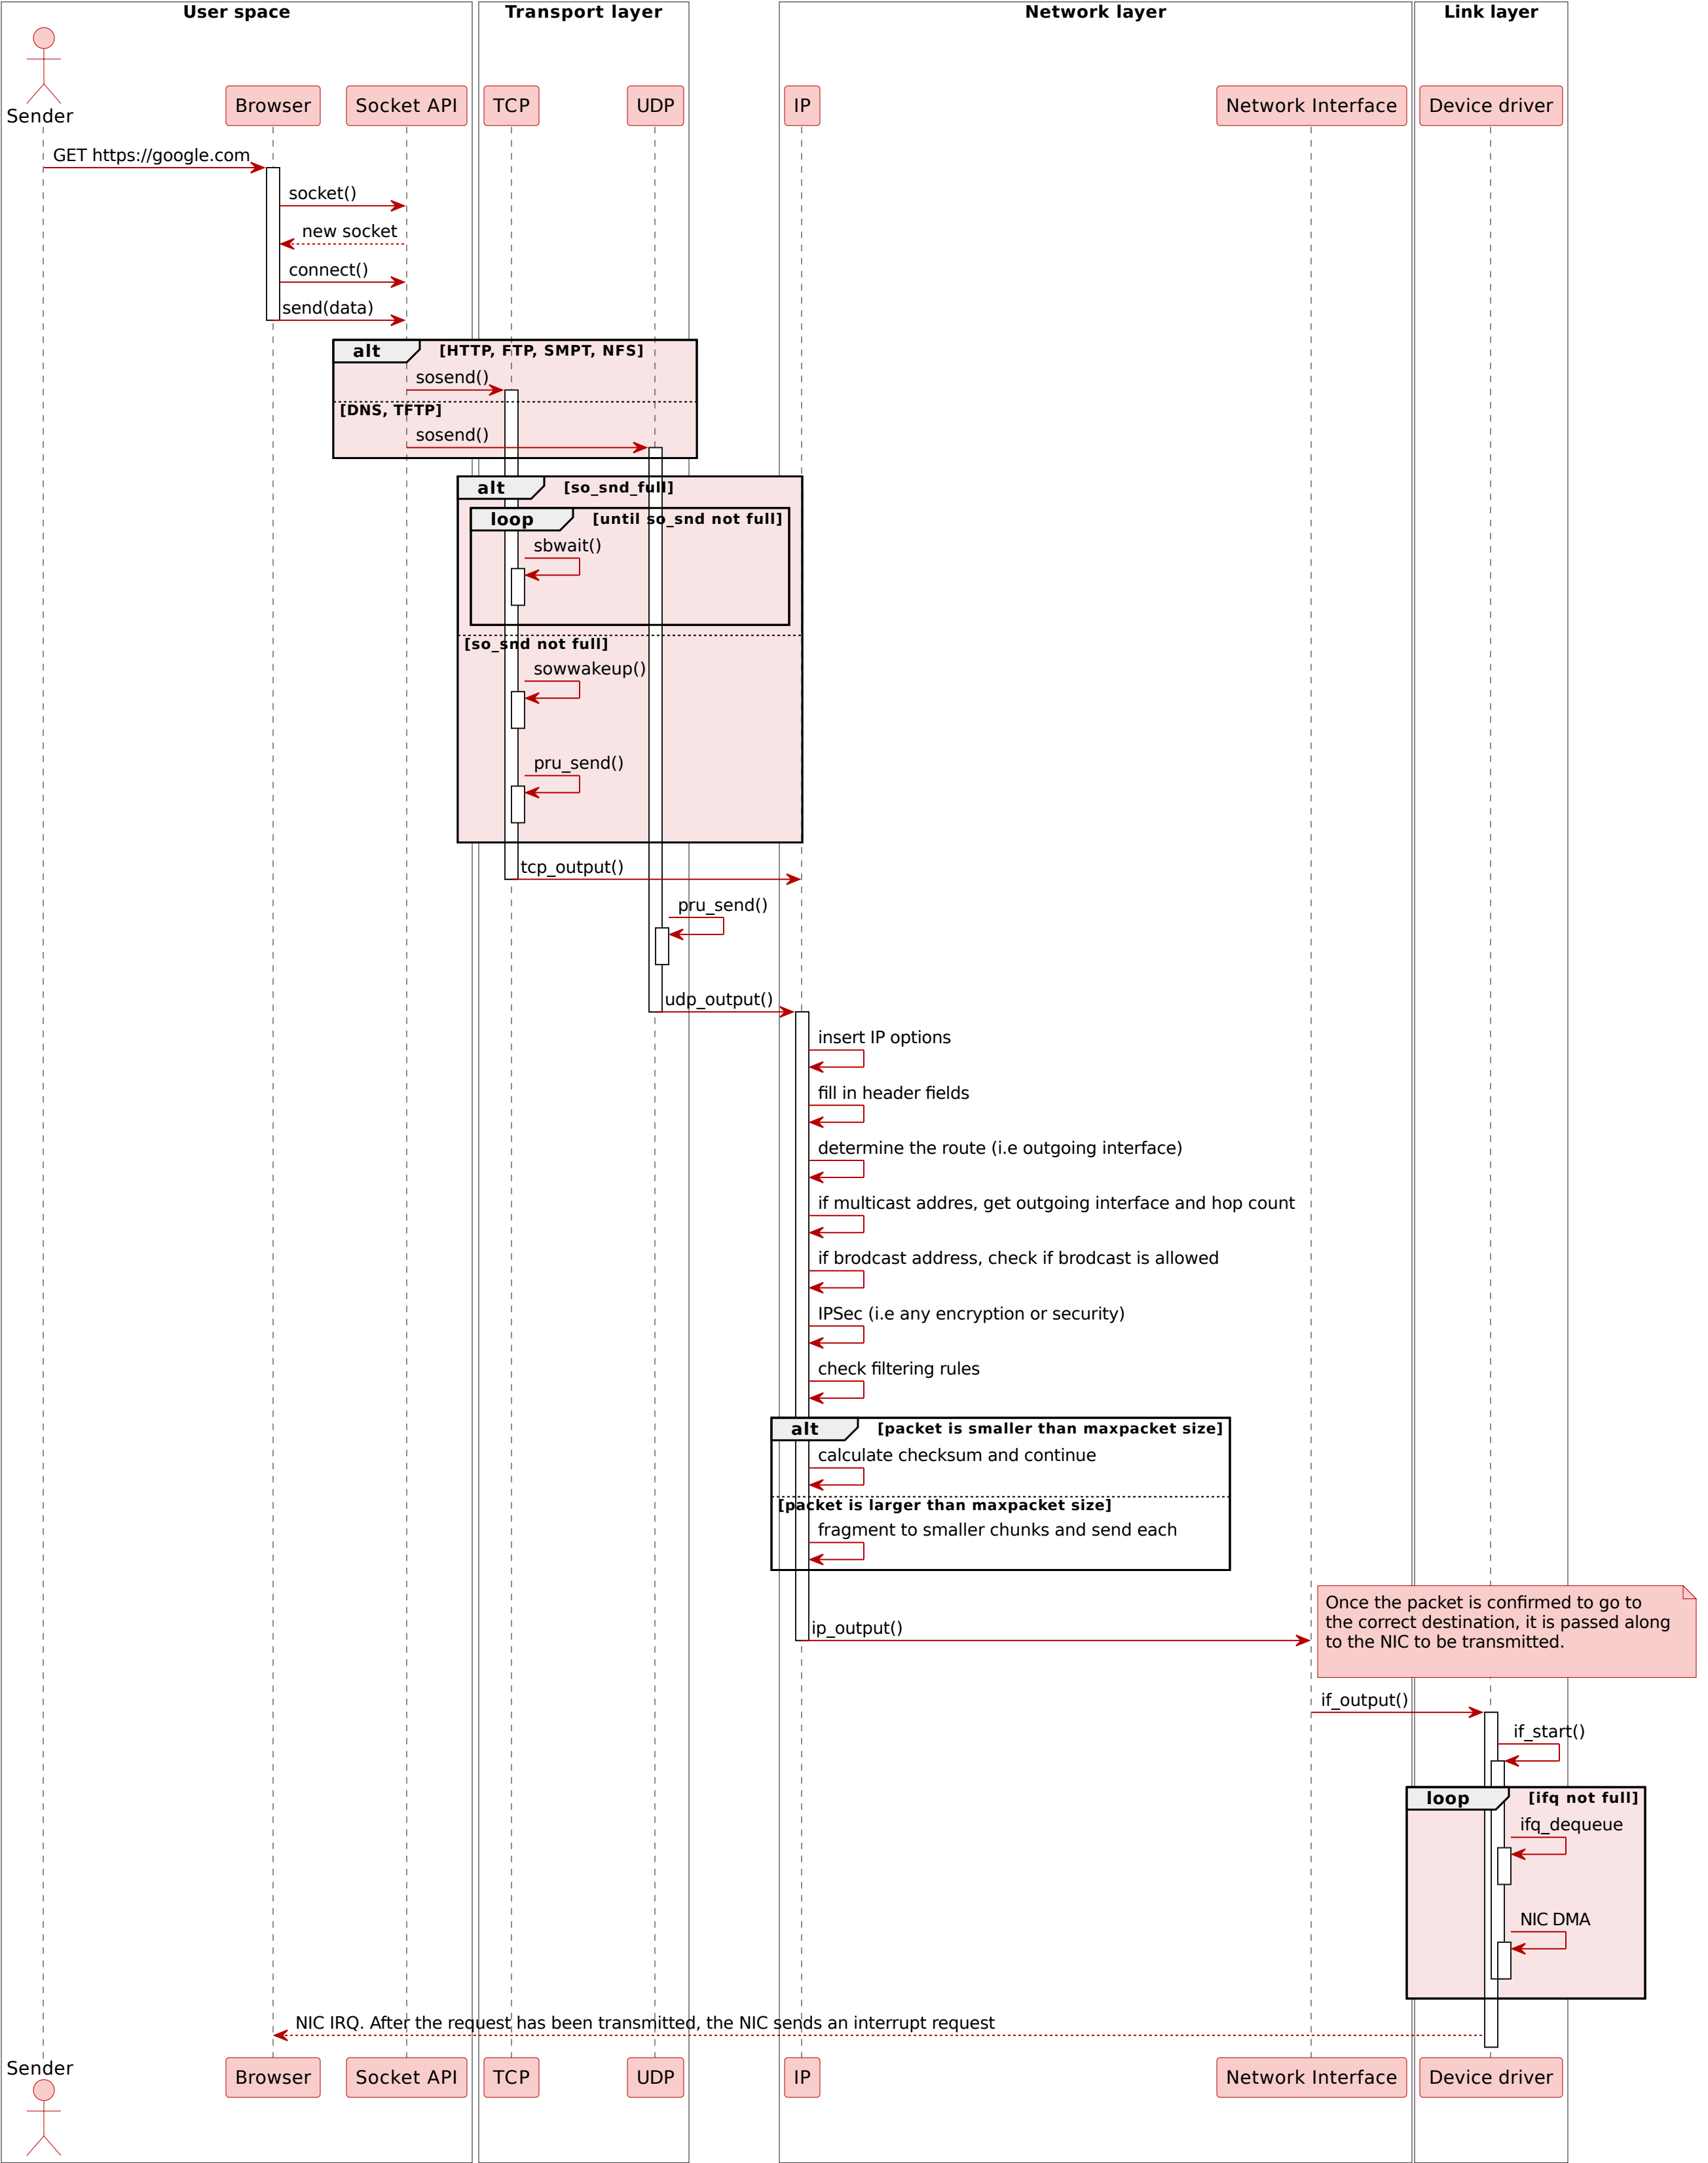 User space
Transport layer
Network layer
Link layer
Sender
Browser
Socket API
TCP
UDP
IP
Network Interface
Device driver
GET https://google.com
socket()
new socket
connect()
send(data)
alt
[HTTP, FTP, SMPT, NFS]
sosend()
[DNS, TFTP]
sosend()
alt
[so_snd_full]
loop
[until so_snd not full]
sbwait()
[so_snd not full]
sowwakeup()
pru_send()
tcp_output()
pru_send()
udp_output()
insert IP options
fill in header fields
determine the route (i.e outgoing interface)
if multicast addres, get outgoing interface and hop count
if brodcast address, check if brodcast is allowed
IPSec (i.e any encryption or security)
check filtering rules
alt
[packet is smaller than maxpacket size]
calculate checksum and continue
[packet is larger than maxpacket size]
fragment to smaller chunks and send each
ip_output()
Once the packet is confirmed to go to
the correct destination, it is passed along
to the NIC to be transmitted.
if_output()
if_start()
loop
[ifq not full]
ifq_dequeue
NIC DMA
NIC IRQ. After the request has been transmitted, the NIC sends an interrupt request
Sender
Browser
Socket API
TCP
UDP
IP
Network Interface
Device driver